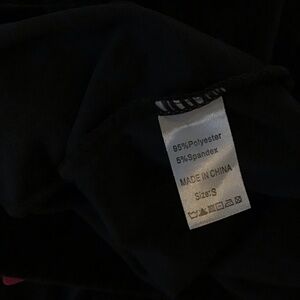 95%Polyester
5%Spandex
MADE IN CHINA
Size:S